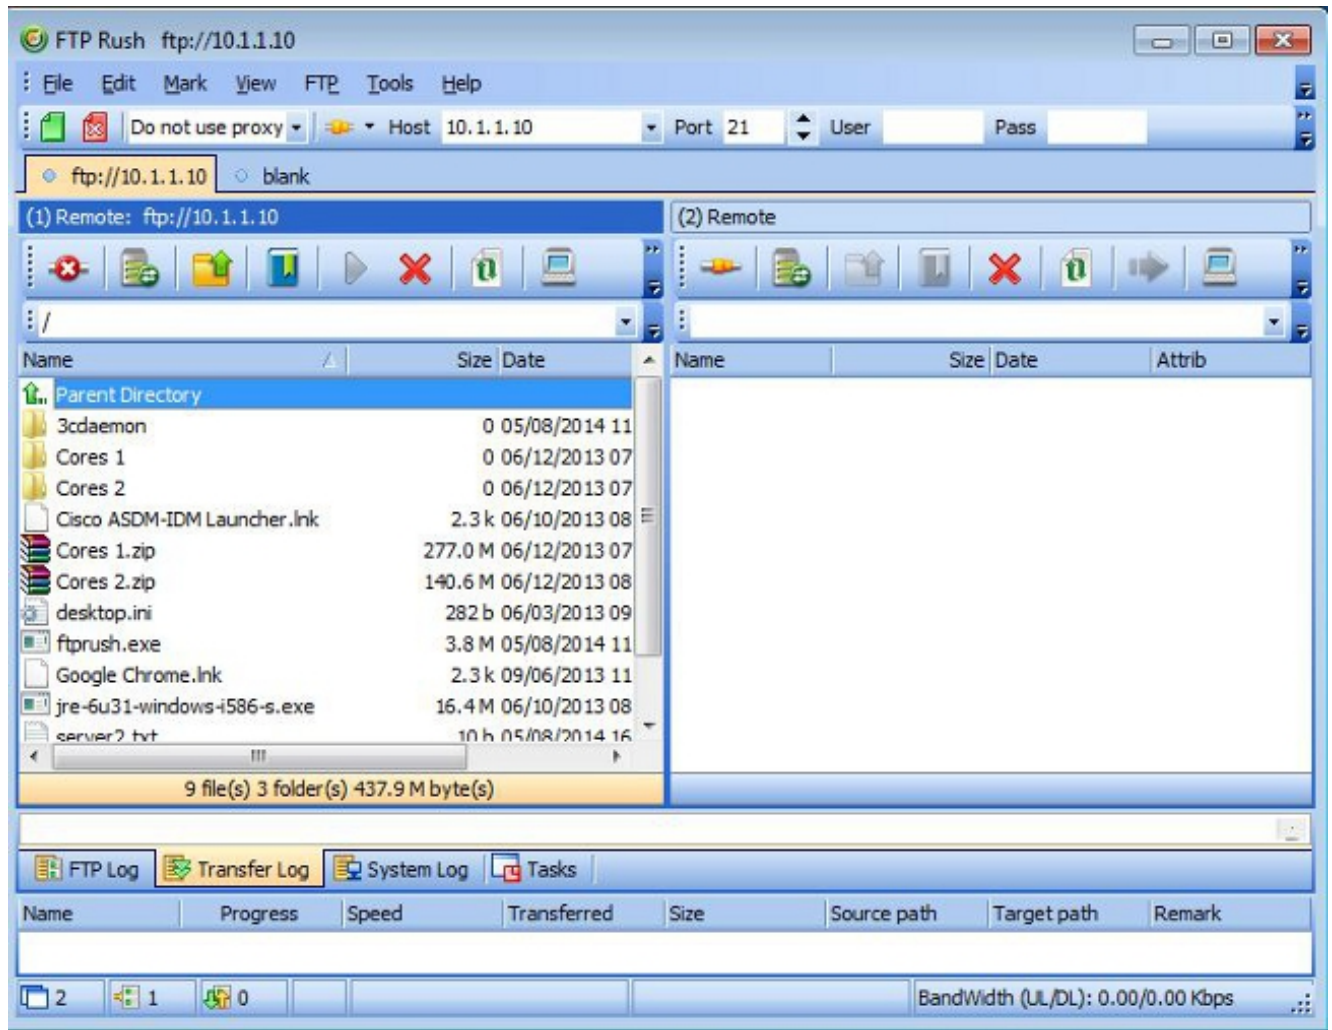 FTP Rush ftp://10.1.1.10
File Edit Mark View FTP Tools Help
Do not use proxy Host 10.1.1.10 Port 21 User Pass
ftp://10.1.1.10 blank
(1) Remote: ftp://10.1.1.10 (2) Remote
/
Name Size Date Name Size Date Attrib
Parent Directory
3cdaemon 0 05/08/2014 11
Cores 1 0 06/12/2013 07
Cores 2 0 06/12/2013 07
Cisco ASDM-IDM Launcher.lnk 2.3 k 06/10/2013 08
Cores 1.zip 277.0 M 06/12/2013 07
Cores 2.zip 140.6 M 06/12/2013 08
desktop.ini 282 b 06/03/2013 09
ftprush.exe 3.8 M 05/08/2014 11
Google Chrome.lnk 2.3 k 09/06/2013 11
jre-6u31-windows-i586-s.exe 16.4 M 06/10/2013 08
server2.txt 10 b 05/08/2014 16
9 file(s) 3 folder(s) 437.9 M byte(s)
FTP Log Transfer Log System Log Tasks
Name Progress Speed Transferred Size Source path Target path Remark
2 1 0 BandWidth (UL/DL): 0.00/0.00 Kbps